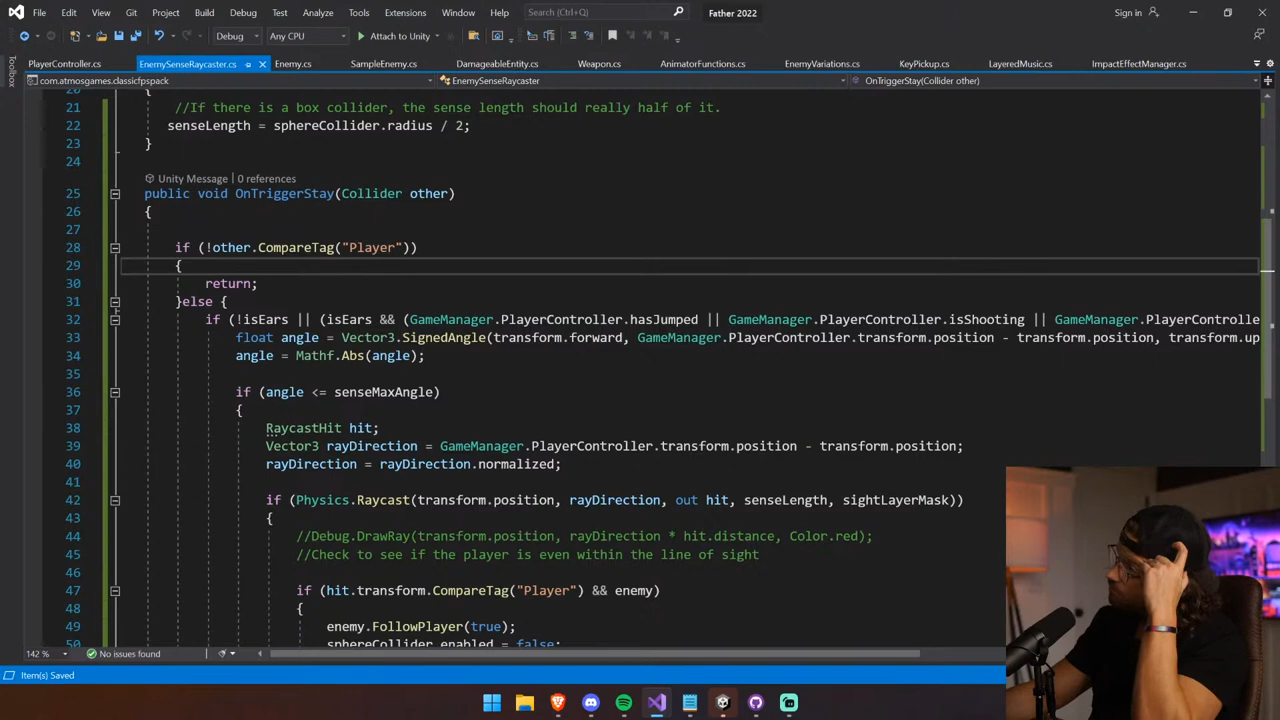 File Edit View Git Project Build Debug Test Analyze Tools Extensions Window Help Search (Ctrl+Q) Father 2022 Sign in
Debug Any CPU Attach to Unity
Toolbox
PlayerController.cs EnemySenseRaycaster.cs Enemy.cs SampleEnemy.cs DamageableEntity.cs Weapon.cs AnimatorFunctions.cs EnemyVariations.cs KeyPickup.cs LayeredMusic.cs ImpactEffectManager.cs
com.atmosgames.classicfpspack EnemySenseRaycaster OnTriggerStay(Collider other)
20 {
21 //If there is a box collider, the sense length should really half of it.
22 senseLength = sphereCollider.radius / 2;
23 }
24
Unity Message | 0 references
25 public void OnTriggerStay(Collider other)
26 {
27
28 if (!other.CompareTag("Player"))
29 {
30 return;
31 }else {
32 if (!isEars || (isEars && (GameManager.PlayerController.hasJumped || GameManager.PlayerController.isShooting || GameManager.PlayerControlle
33 float angle = Vector3.SignedAngle(transform.forward, GameManager.PlayerController.transform.position - transform.position, transform.up
34 angle = Mathf.Abs(angle);
35
36 if (angle <= senseMaxAngle)
37 {
38 RaycastHit hit;
39 Vector3 rayDirection = GameManager.PlayerController.transform.position - transform.position;
40 rayDirection = rayDirection.normalized;
41
42 if (Physics.Raycast(transform.position, rayDirection, out hit, senseLength, sightLayerMask))
43 {
44 //Debug.DrawRay(transform.position, rayDirection * hit.distance, Color.red);
45 //Check to see if the player is even within the line of sight
46
47 if (hit.transform.CompareTag("Player") && enemy)
48 {
49 enemy.FollowPlayer(true);
50 sphereCollider.enabled = false;
142 % No issues found
Item(s) Saved